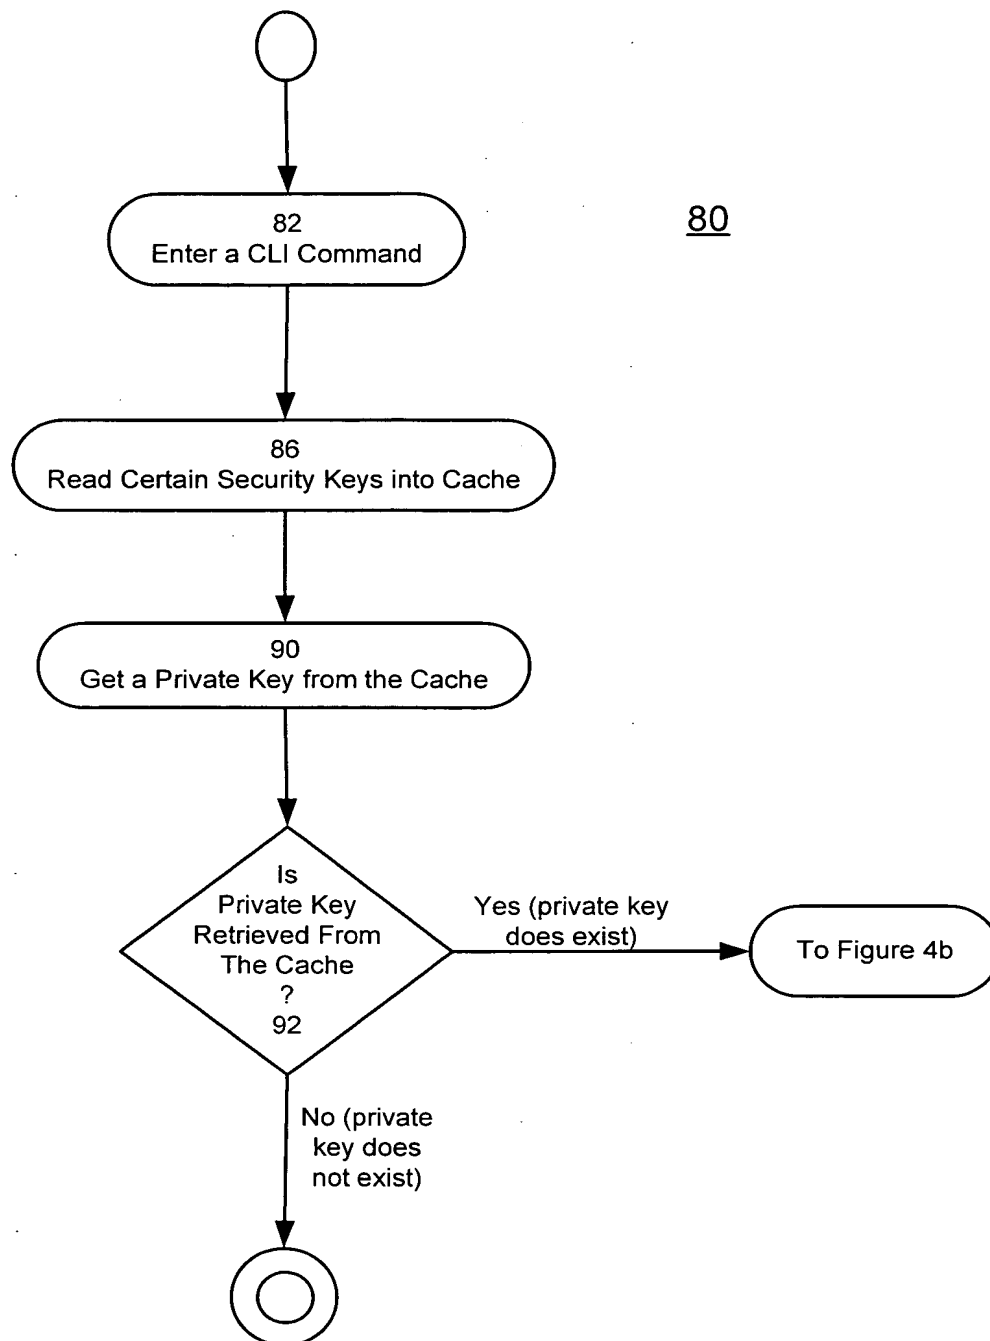 82
Enter a CLI Command
80
86
Read Certain Security Keys into Cache
90
Get a Private Key from the Cache
Is
Private Key
Retrieved From
The Cache
?
92
Yes (private key
does exist)
To Figure 4b
No (private
key does
not exist)